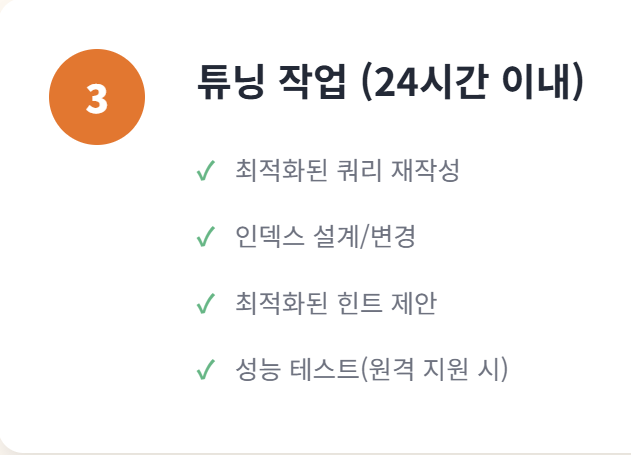 3
튜닝 작업 (24시간 이내)
✓ 최적화된 쿼리 재작성
✓ 인덱스 설계/변경
✓ 최적화된 힌트 제안
✓ 성능 테스트(원격 지원 시)